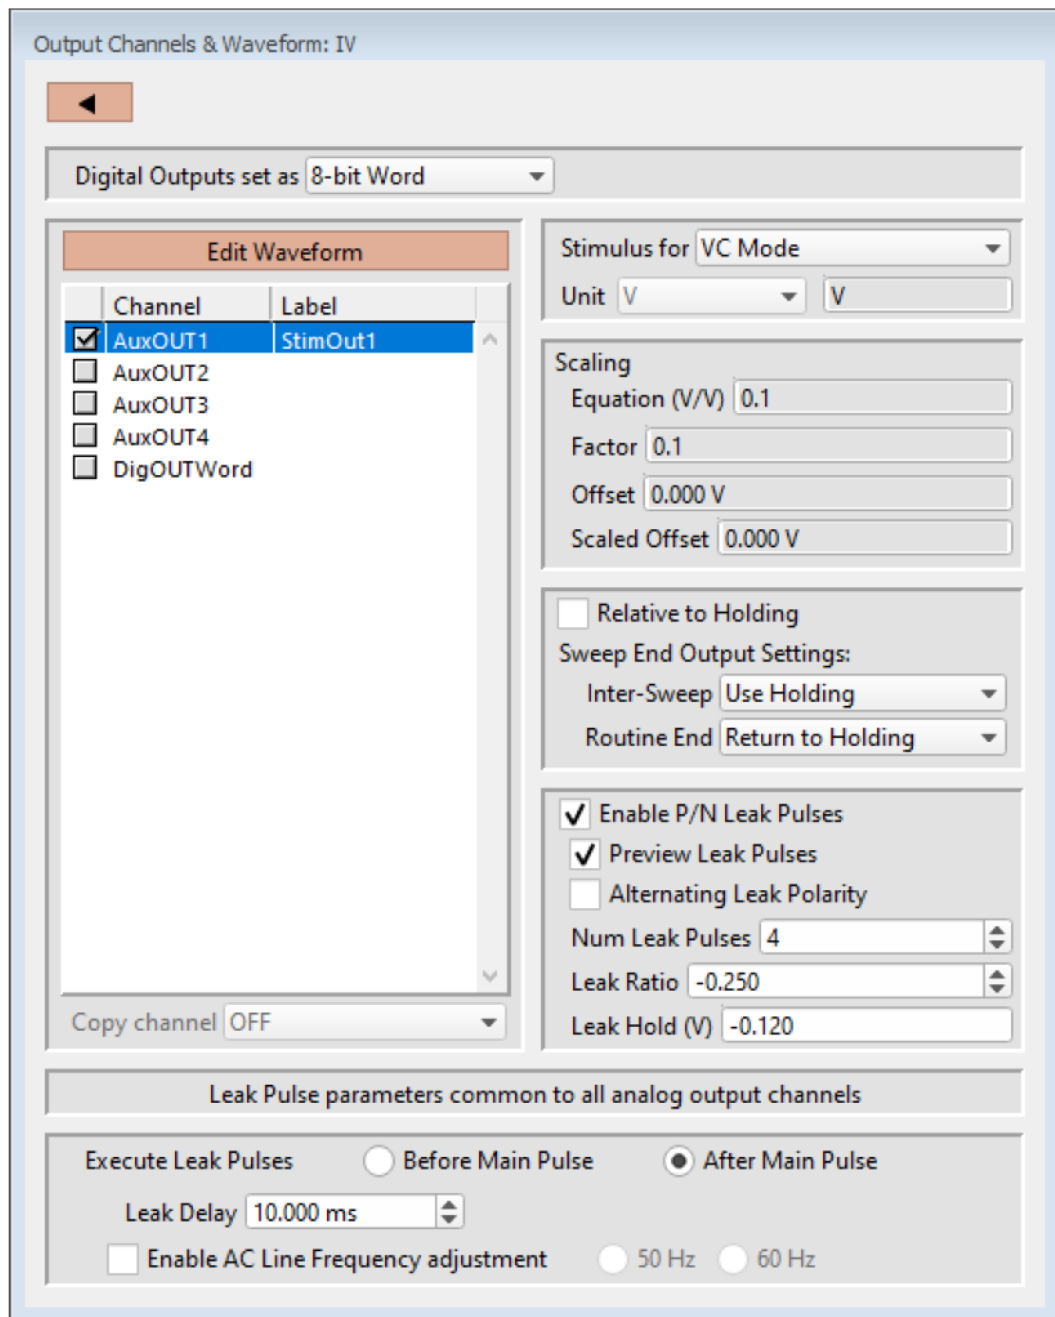 Output Channels & Waveform: IV
Digital Outputs set as 8-bit Word
Edit Waveform
Channel Label
AuxOUT1 StimOut1
AuxOUT2
AuxOUT3
AuxOUT4
DigOUTWord
Copy channel OFF
Stimulus for VC Mode
Unit V V
Scaling
Equation (V/V) 0.1
Factor 0.1
Offset 0.000 V
Scaled Offset 0.000 V
Relative to Holding
Sweep End Output Settings:
Inter-Sweep Use Holding
Routine End Return to Holding
Enable P/N Leak Pulses
Preview Leak Pulses
Alternating Leak Polarity
Num Leak Pulses 4
Leak Ratio -0.250
Leak Hold (V) -0.120
Leak Pulse parameters common to all analog output channels
Execute Leak Pulses Before Main Pulse After Main Pulse
Leak Delay 10.000 ms
Enable AC Line Frequency adjustment 50 Hz 60 Hz